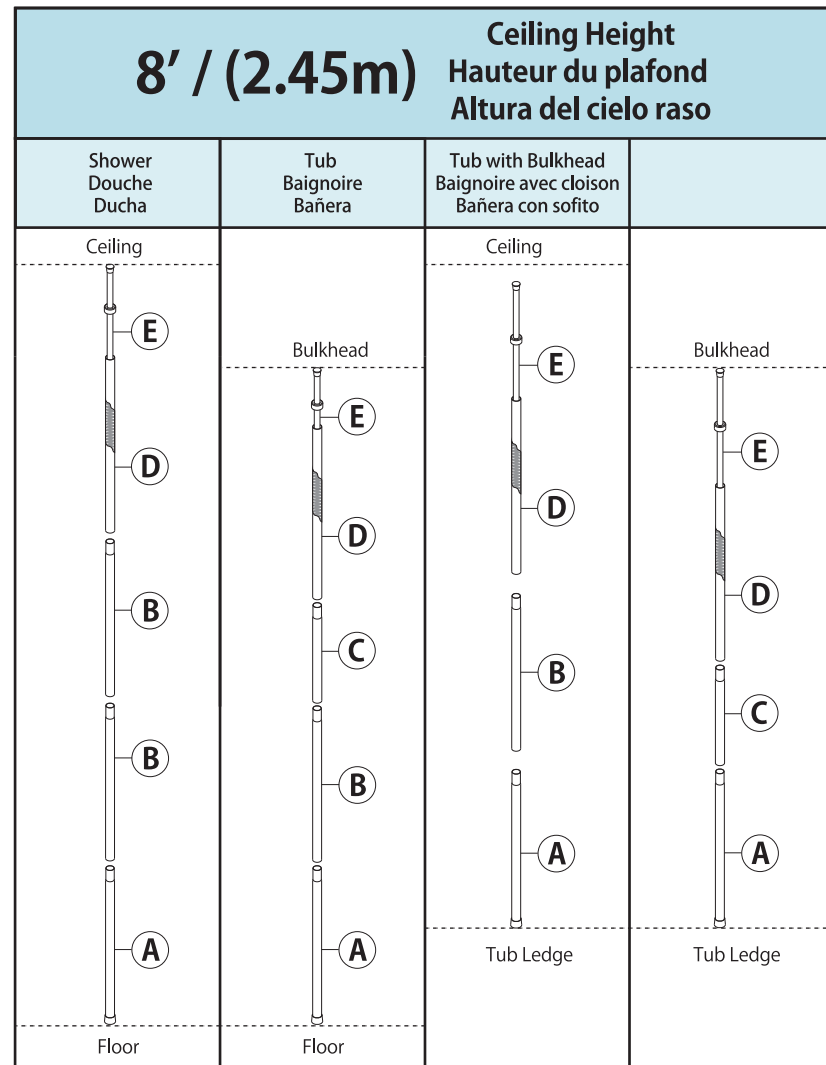 8′ / (2.45m)
Ceiling Height
Hauteur du plafond
Altura del cielo raso
Shower
Douche
Ducha
Tub
Baignoire
Bañera
Tub with Bulkhead
Baignoire avec cloison
Bañera con sofito
Ceiling
E
D
B
B
A
Floor
Bulkhead
E
D
C
B
A
Floor
Ceiling
E
D
B
A
Tub Ledge
Bulkhead
E
D
C
A
Tub Ledge